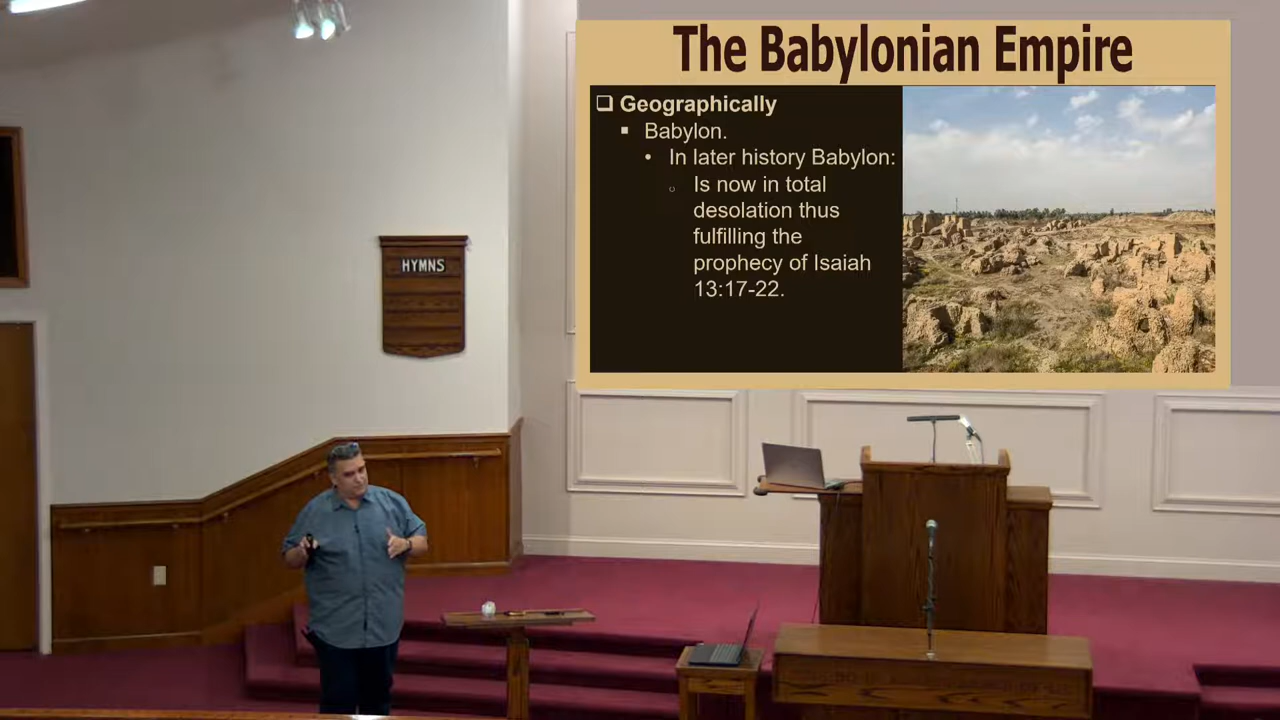 The Babylonian Empire
❑ Geographically
▪ Babylon.
• In later history Babylon:
○ Is now in total
desolation thus
fulfilling the
prophecy of Isaiah
13:17-22.
HYMNS